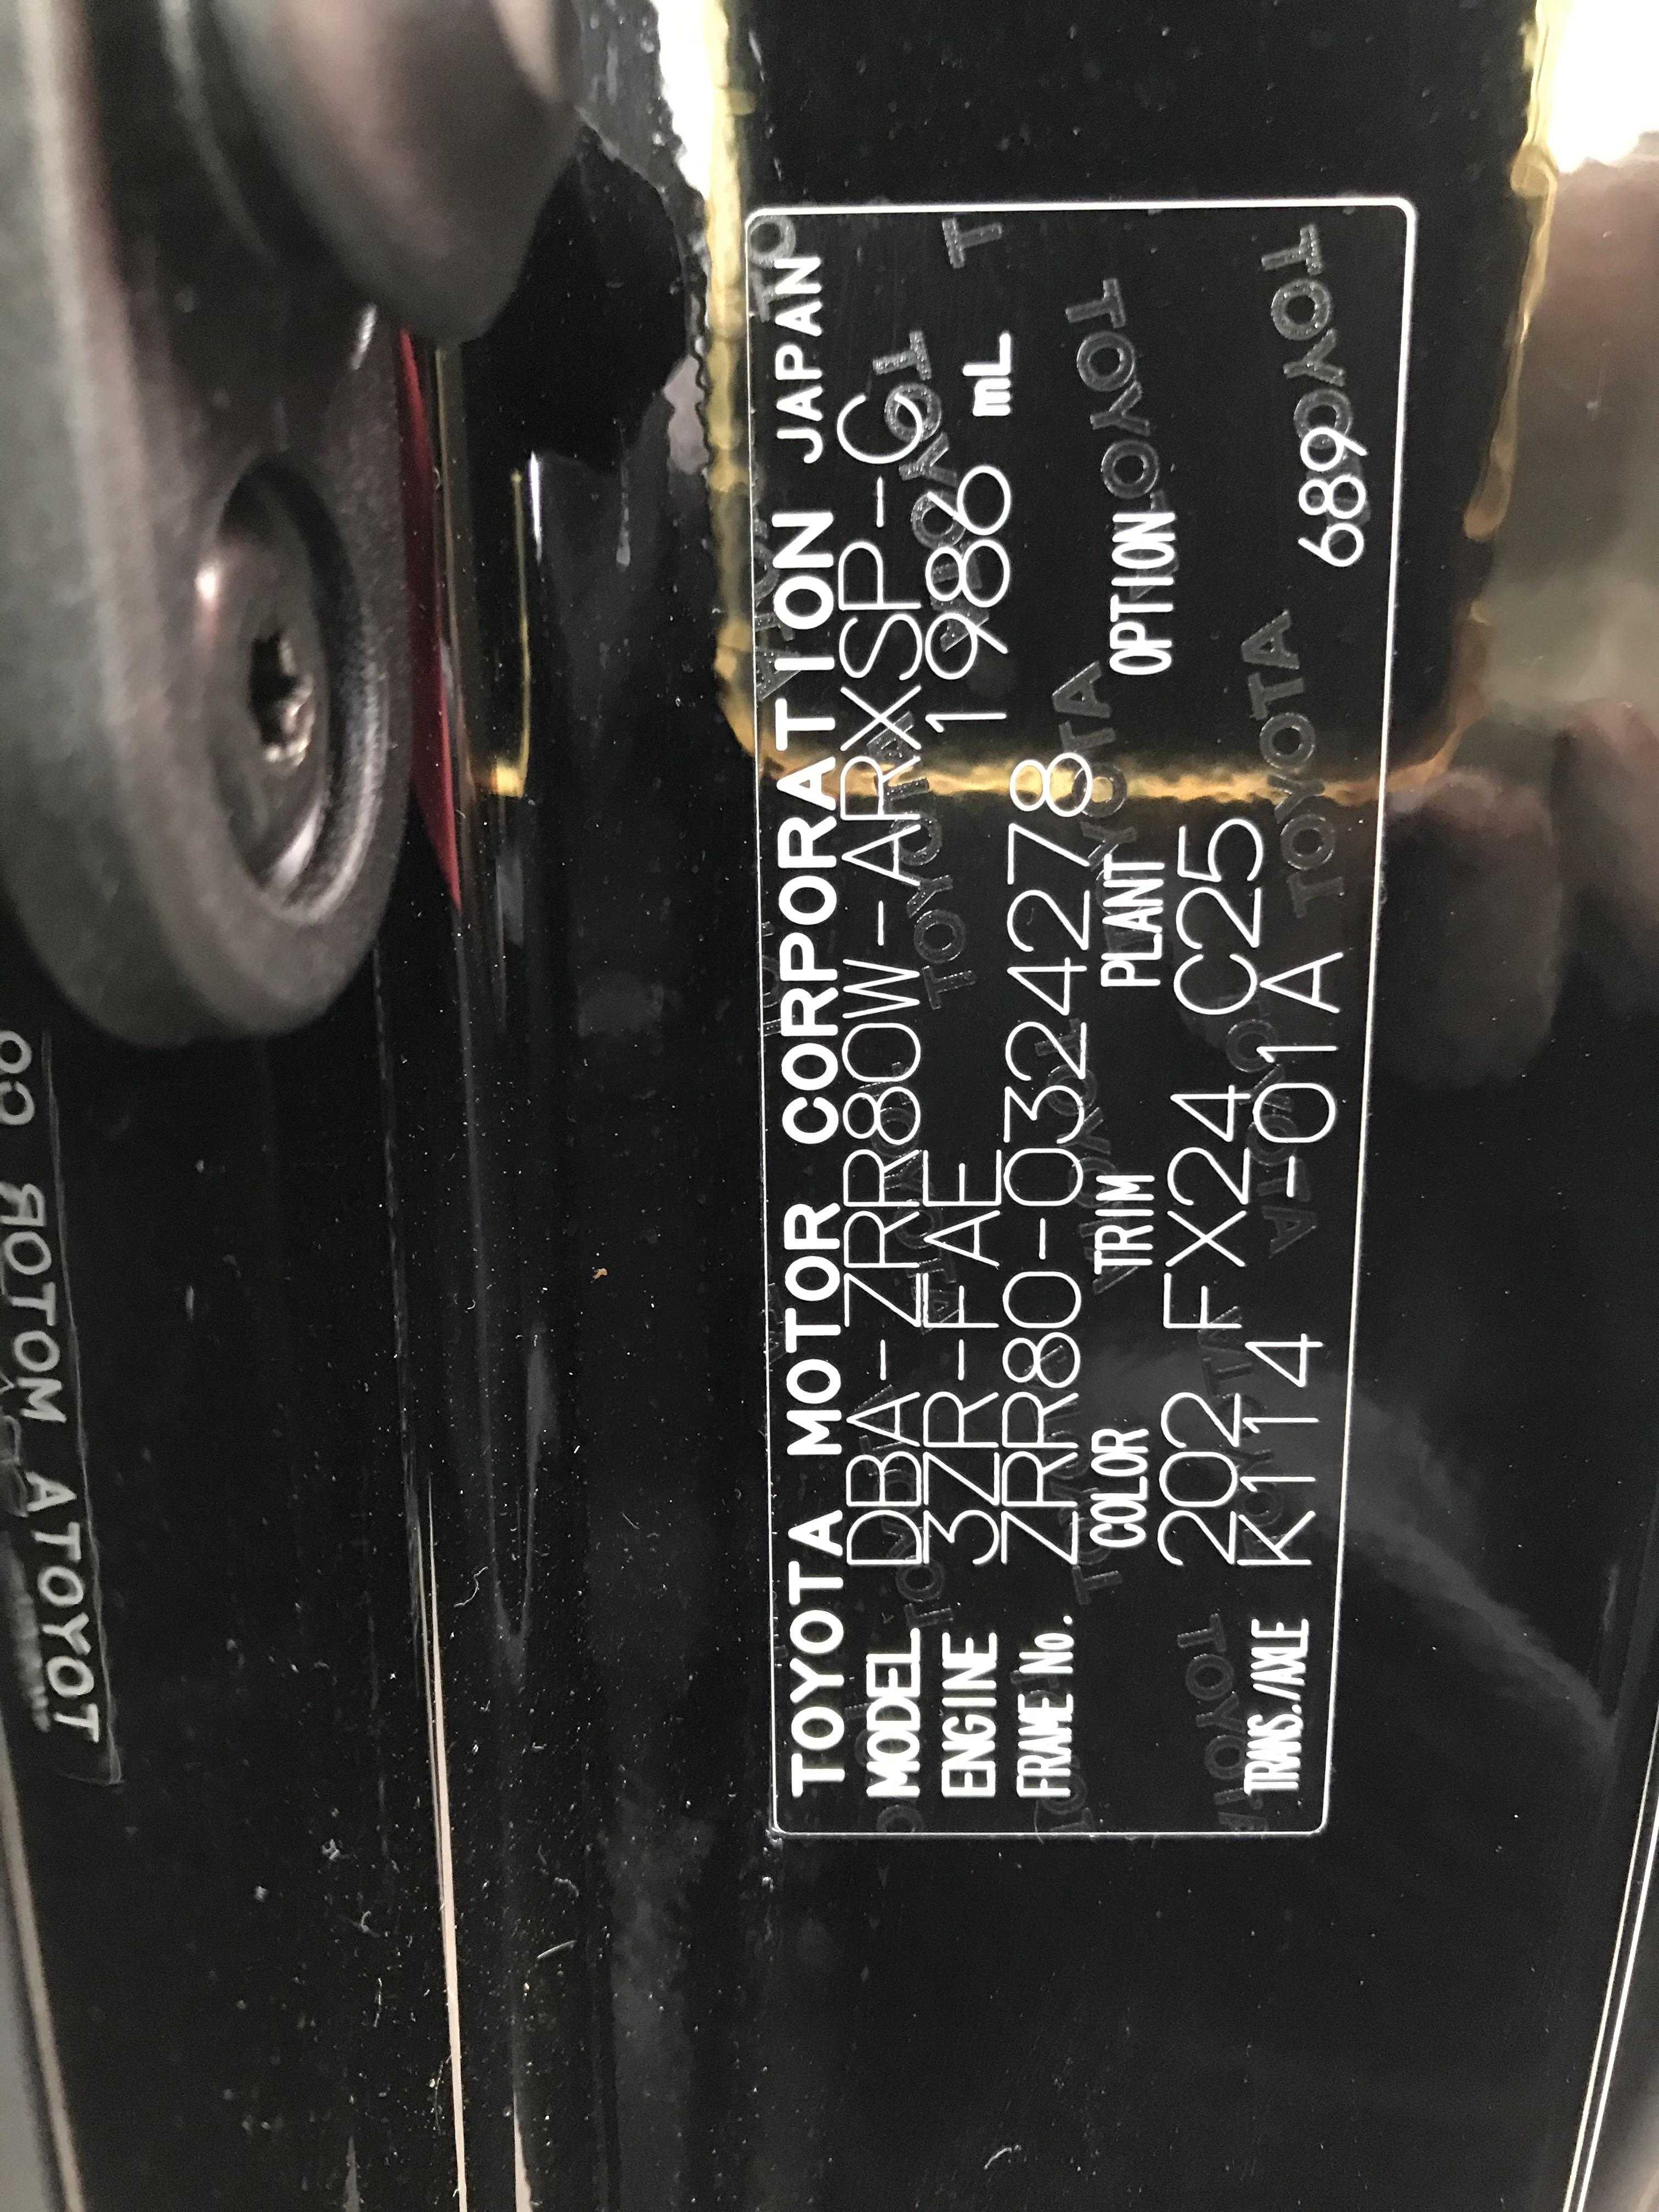 TOYOTA MOTOR CORPORATION JAPAN
MODEL DBA-ZRR80W-ARXSP-C
ENGINE 3ZR-FAE 1986 mL
FRAME No. ZRR80-0324278
COLOR TRIM PLANT OPTION
202 FX24 C25
TRANS./AXLE K114 -01A 689
TOYOTA MOTOR CO